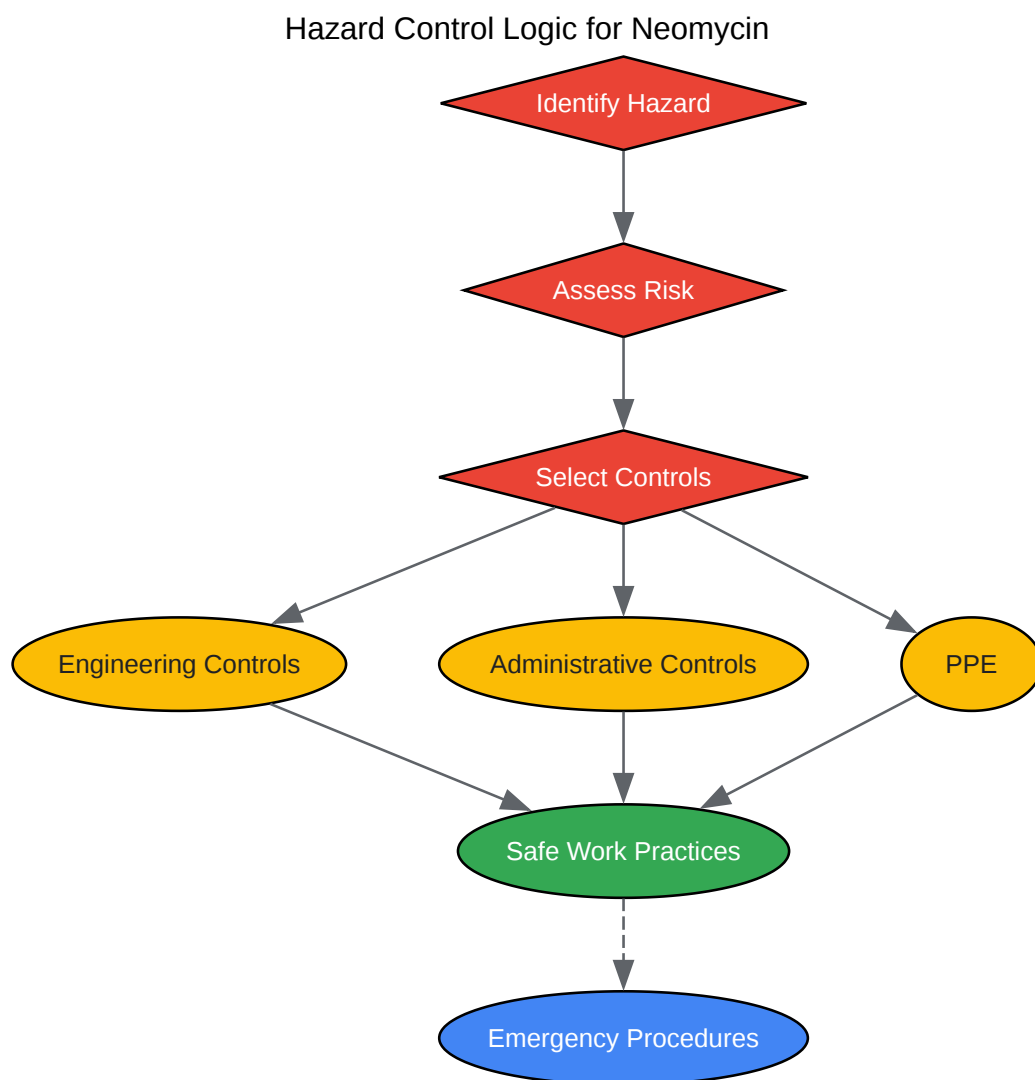 Hazard Control Logic for Neomycin
Identify Hazard
Assess Risk
Select Controls
Engineering Controls
Administrative Controls
PPE
Safe Work Practices
Emergency Procedures